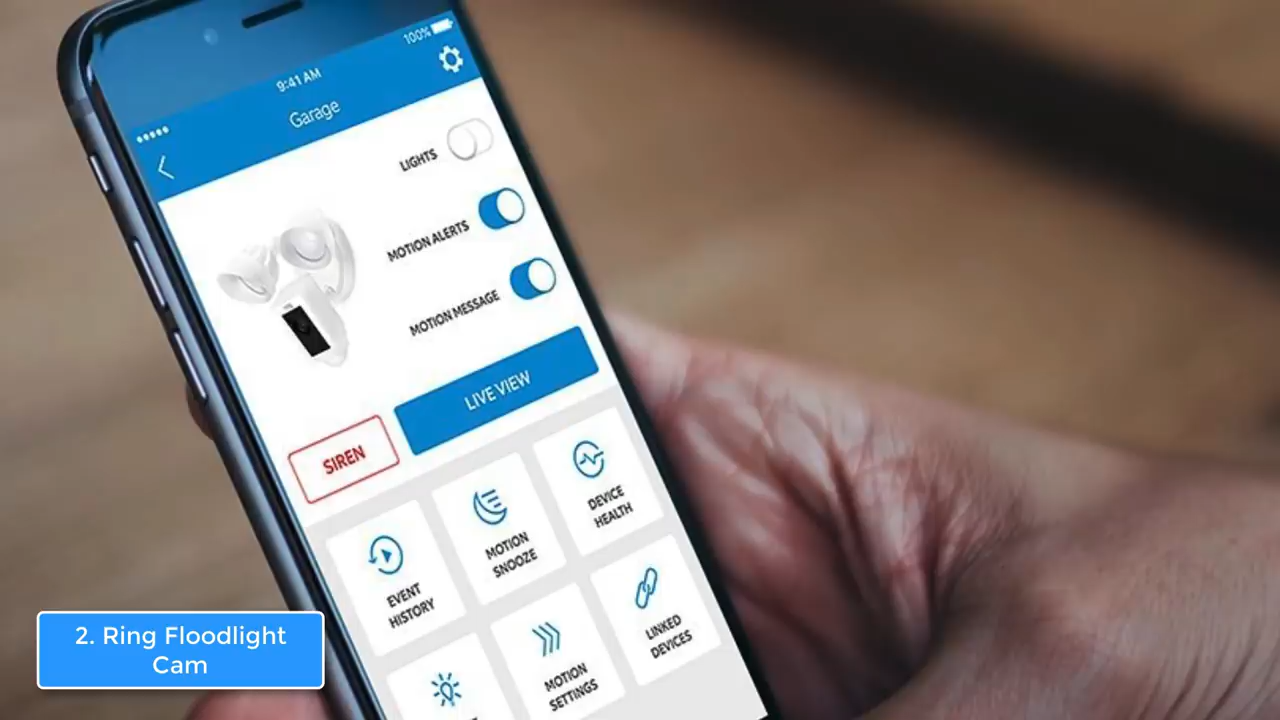 100%
9:41 AM
Garage
LIGHTS
MOTION ALERTS
MOTION MESSAGE
LIVE VIEW
SIREN
DEVICE
HEALTH
MOTION
SNOOZE
EVENT
HISTORY
LINKED
DEVICES
MOTION
SETTINGS
2. Ring Floodlight
Cam